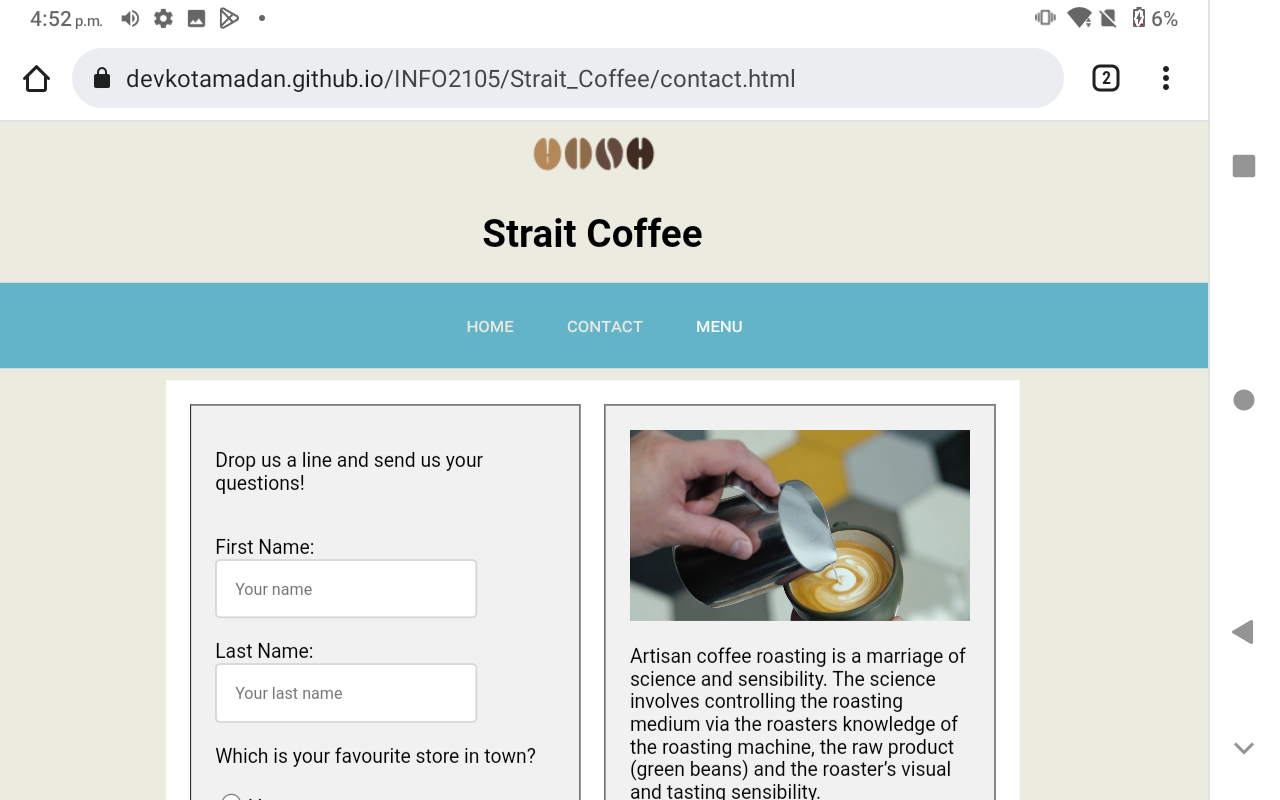 4:52 p.m.
6%
devkotamadan.github.io/INFO2105/Strait_Coffee/contact.html
2
Strait Coffee
HOME CONTACT MENU
Drop us a line and send us your
questions!
First Name:
Your name
Last Name:
Your last name
Which is your favourite store in town?
Artisan coffee roasting is a marriage of
science and sensibility. The science
involves controlling the roasting
medium via the roasters knowledge of
the roasting machine, the raw product
(green beans) and the roaster’s visual
and tasting sensibility.